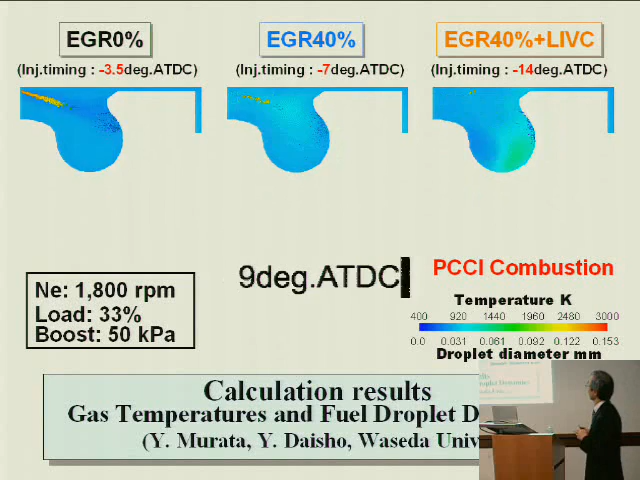 EGR0% EGR40% EGR40%+LIVC
(Inj.timing : -3.5deg.ATDC) (Inj.timing : -7deg.ATDC) (Inj.timing : -14deg.ATDC)
9deg.ATDC
PCCI Combustion
Ne: 1,800 rpm
Load: 33%
Boost: 50 kPa
Temperature K
400 920 1440 1960 2480 3000
0.0 0.031 0.061 0.092 0.122 0.153
Droplet diameter mm
Calculation results
Gas Temperatures and Fuel Droplet D
(Y. Murata, Y. Daisho, Waseda Univ